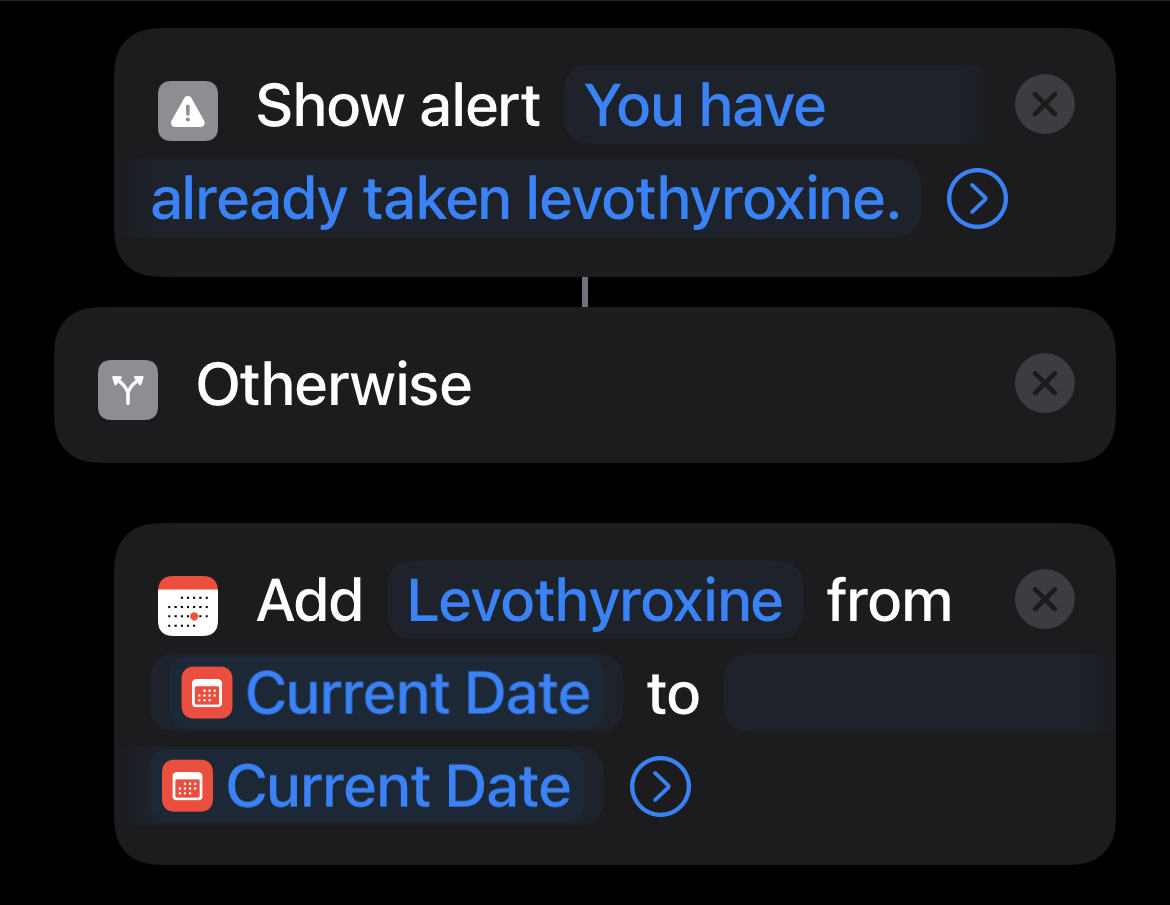 Show alert You have
already taken levothyroxine.
Otherwise
Add Levothyroxine from
Current Date to
Current Date